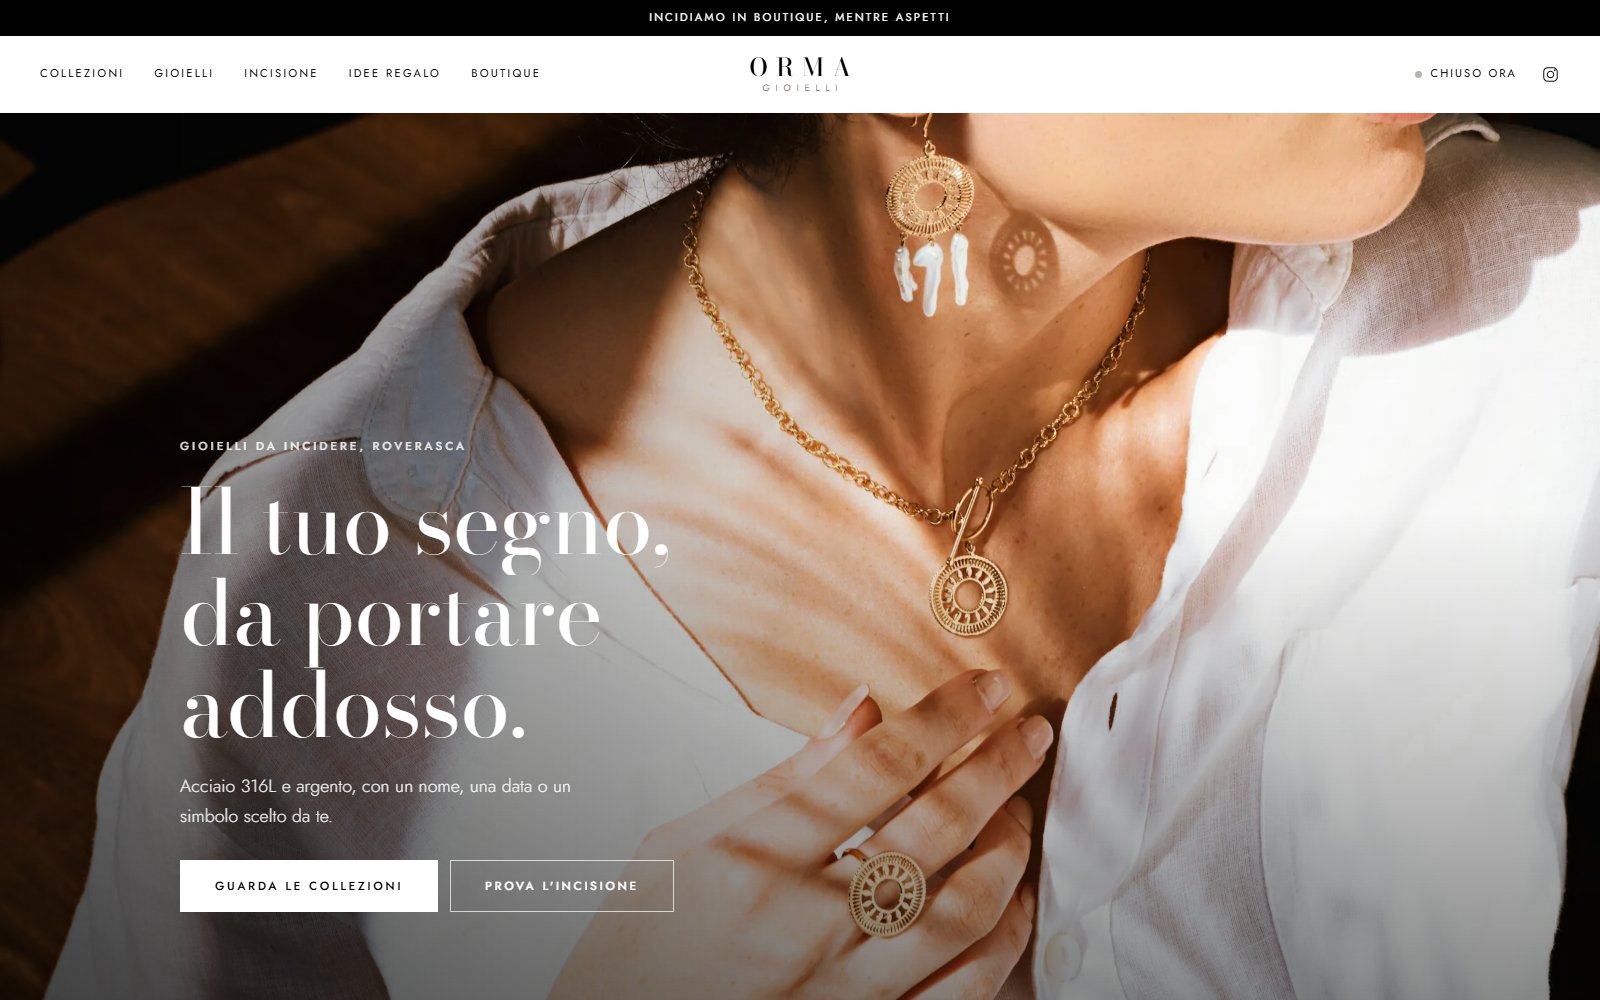 INCIDIAMO IN BOUTIQUE, MENTRE ASPETTI
COLLEZIONI
GIOIELLI
INCISIONE
IDEE REGALO
BOUTIQUE
ORMA
GIOIELLI
CHIUSO ORA
GIOIELLI DA INCIDERE, ROVERASCA
Il tuo segno,
da portare
addosso.
Acciaio 316L e argento, con un nome, una data o un
simbolo scelto da te.
GUARDA LE COLLEZIONI
PROVA L'INCISIONE